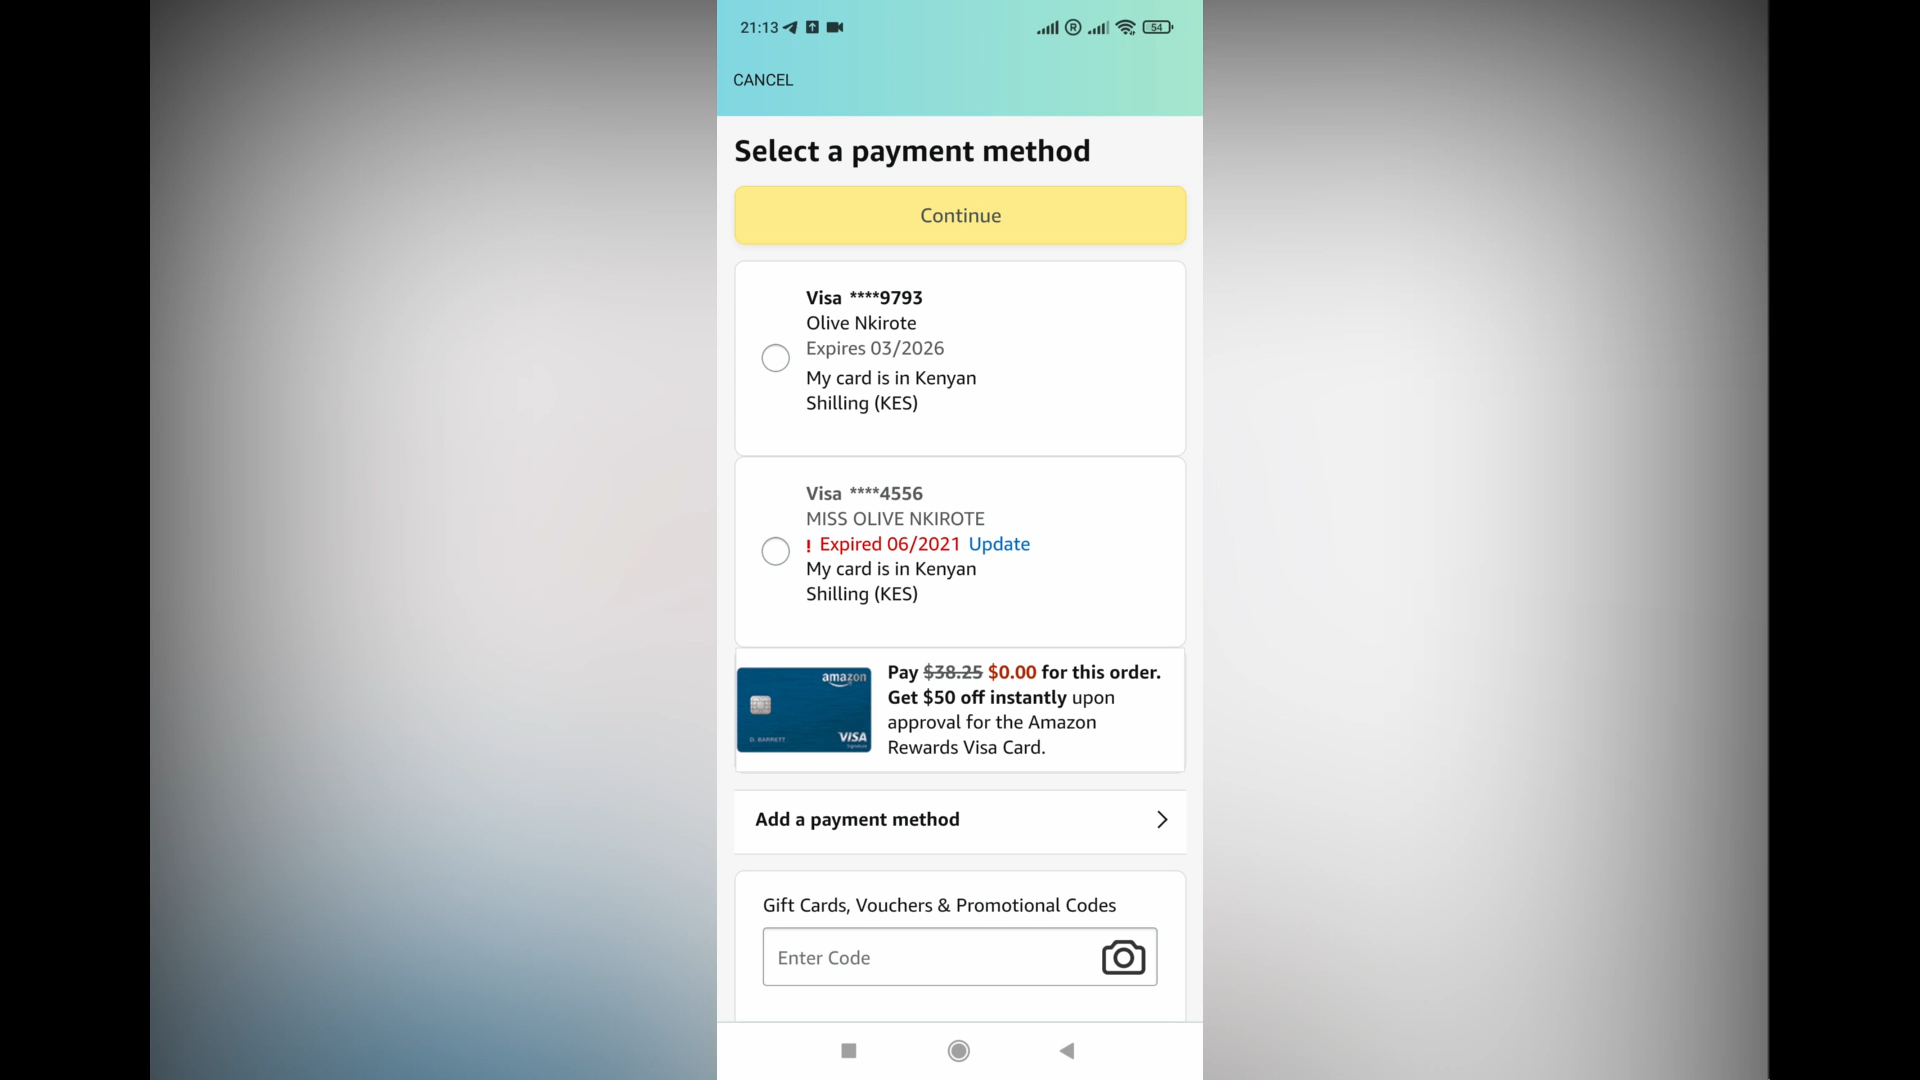 21:13
R
54
CANCEL
Select a payment method
Continue
Visa ****9793
Olive Nkirote
Expires 03/2026
My card is in Kenyan
Shilling (KES)
Visa ****4556
MISS OLIVE NKIROTE
! Expired 06/2021 Update
My card is in Kenyan
Shilling (KES)
amazon
D. BARRETT
VISA
Signature
Pay $38.25 $0.00 for this order.
Get $50 off instantly upon
approval for the Amazon
Rewards Visa Card.
Add a payment method
Gift Cards, Vouchers & Promotional Codes
Enter Code